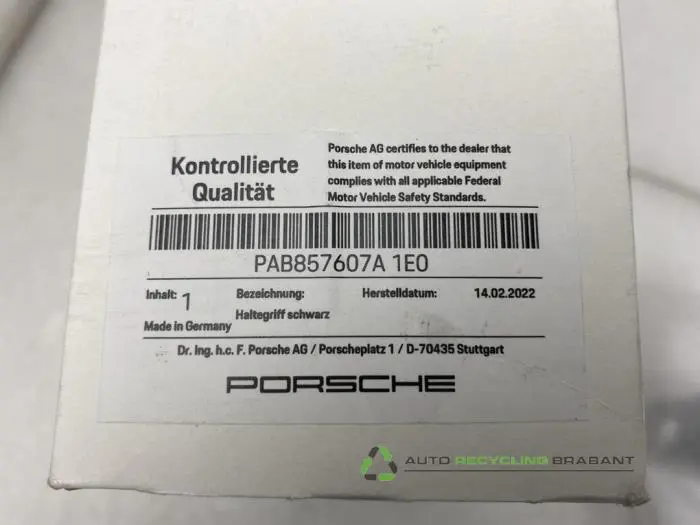 Kontrollierte
Qualität
Porsche AG certifies to the dealer that
this item of motor vehicle equipment
complies with all applicable Federal
Motor Vehicle Safety Standards.
PAB857607A 1E0
Inhalt: 1
Bezeichnung:
Herstelldatum:
14.02.2022
Haltegriff schwarz
Made in Germany
Dr. Ing. h.c. F. Porsche AG / Porscheplatz 1 / D-70435 Stuttgart
PORSCHE
AUTO RECYCLING BRABANT